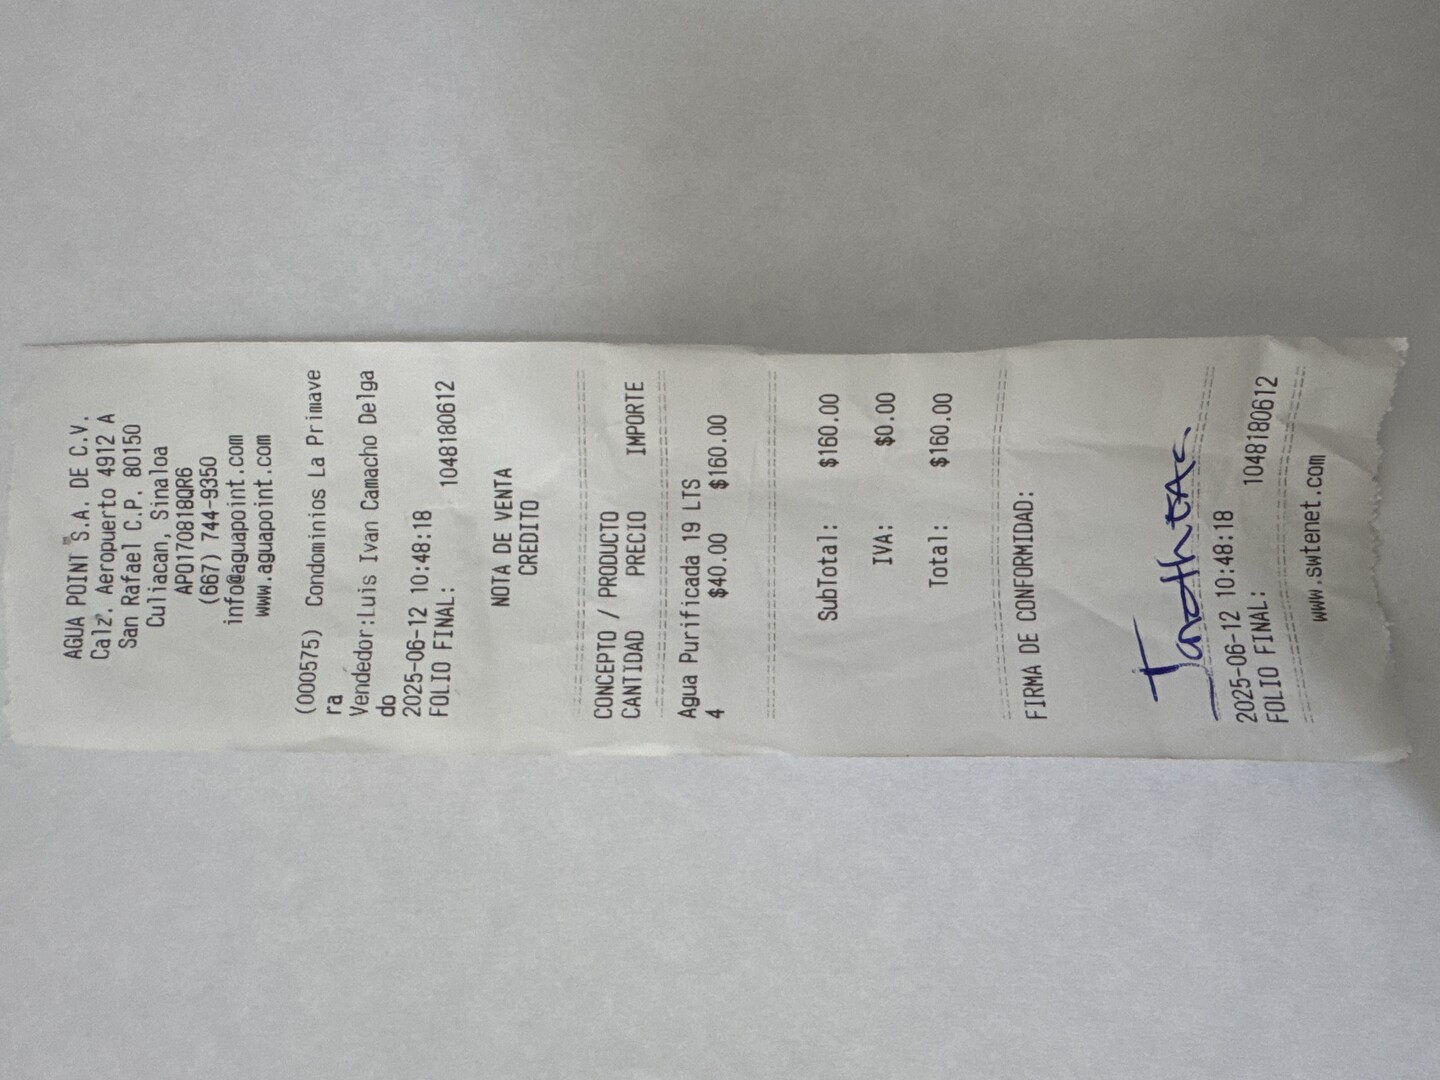 AGUA POINT S.A. DE C.V.
Calz. Aeropuerto 4912 A
San Rafael C.P. 80150
Culiacan, Sinaloa
APO170818QR6
(667) 744-9350
info@aguapoint.com
www.aguapoint.com
(000575) Condominios La Primave
ra
Vendedor:Luis Ivan Camacho Delga
do
2025-06-12 10:48:18
FOLIO FINAL: 1048180612
NOTA DE VENTA
CREDITO
CONCEPTO / PRODUCTO
CANTIDAD PRECIO IMPORTE
Agua Purificada 19 LTS
4 $40.00 $160.00
SubTotal: $160.00
IVA: $0.00
Total: $160.00
FIRMA DE CONFORMIDAD:
2025-06-12 10:48:18
FOLIO FINAL: 1048180612
www.swtenet.com